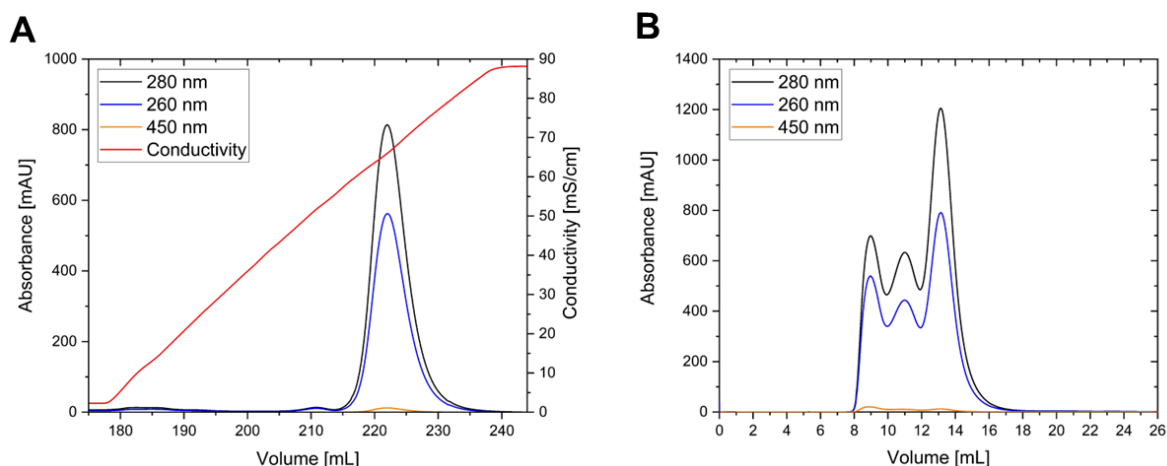 A
1000
800
600
400
200
0
Absorbance [mAU]
280 nm
260 nm
450 nm
Conductivity
90
80
70
60
50
40
30
20
10
0
Conductivity [mS/cm]
180 190 200 210 220 230 240
Volume [mL]
B
1400
1200
1000
800
600
400
200
0
Absorbance [mAU]
280 nm
260 nm
450 nm
0 2 4 6 8 10 12 14 16 18 20 22 24 26
Volume [mL]